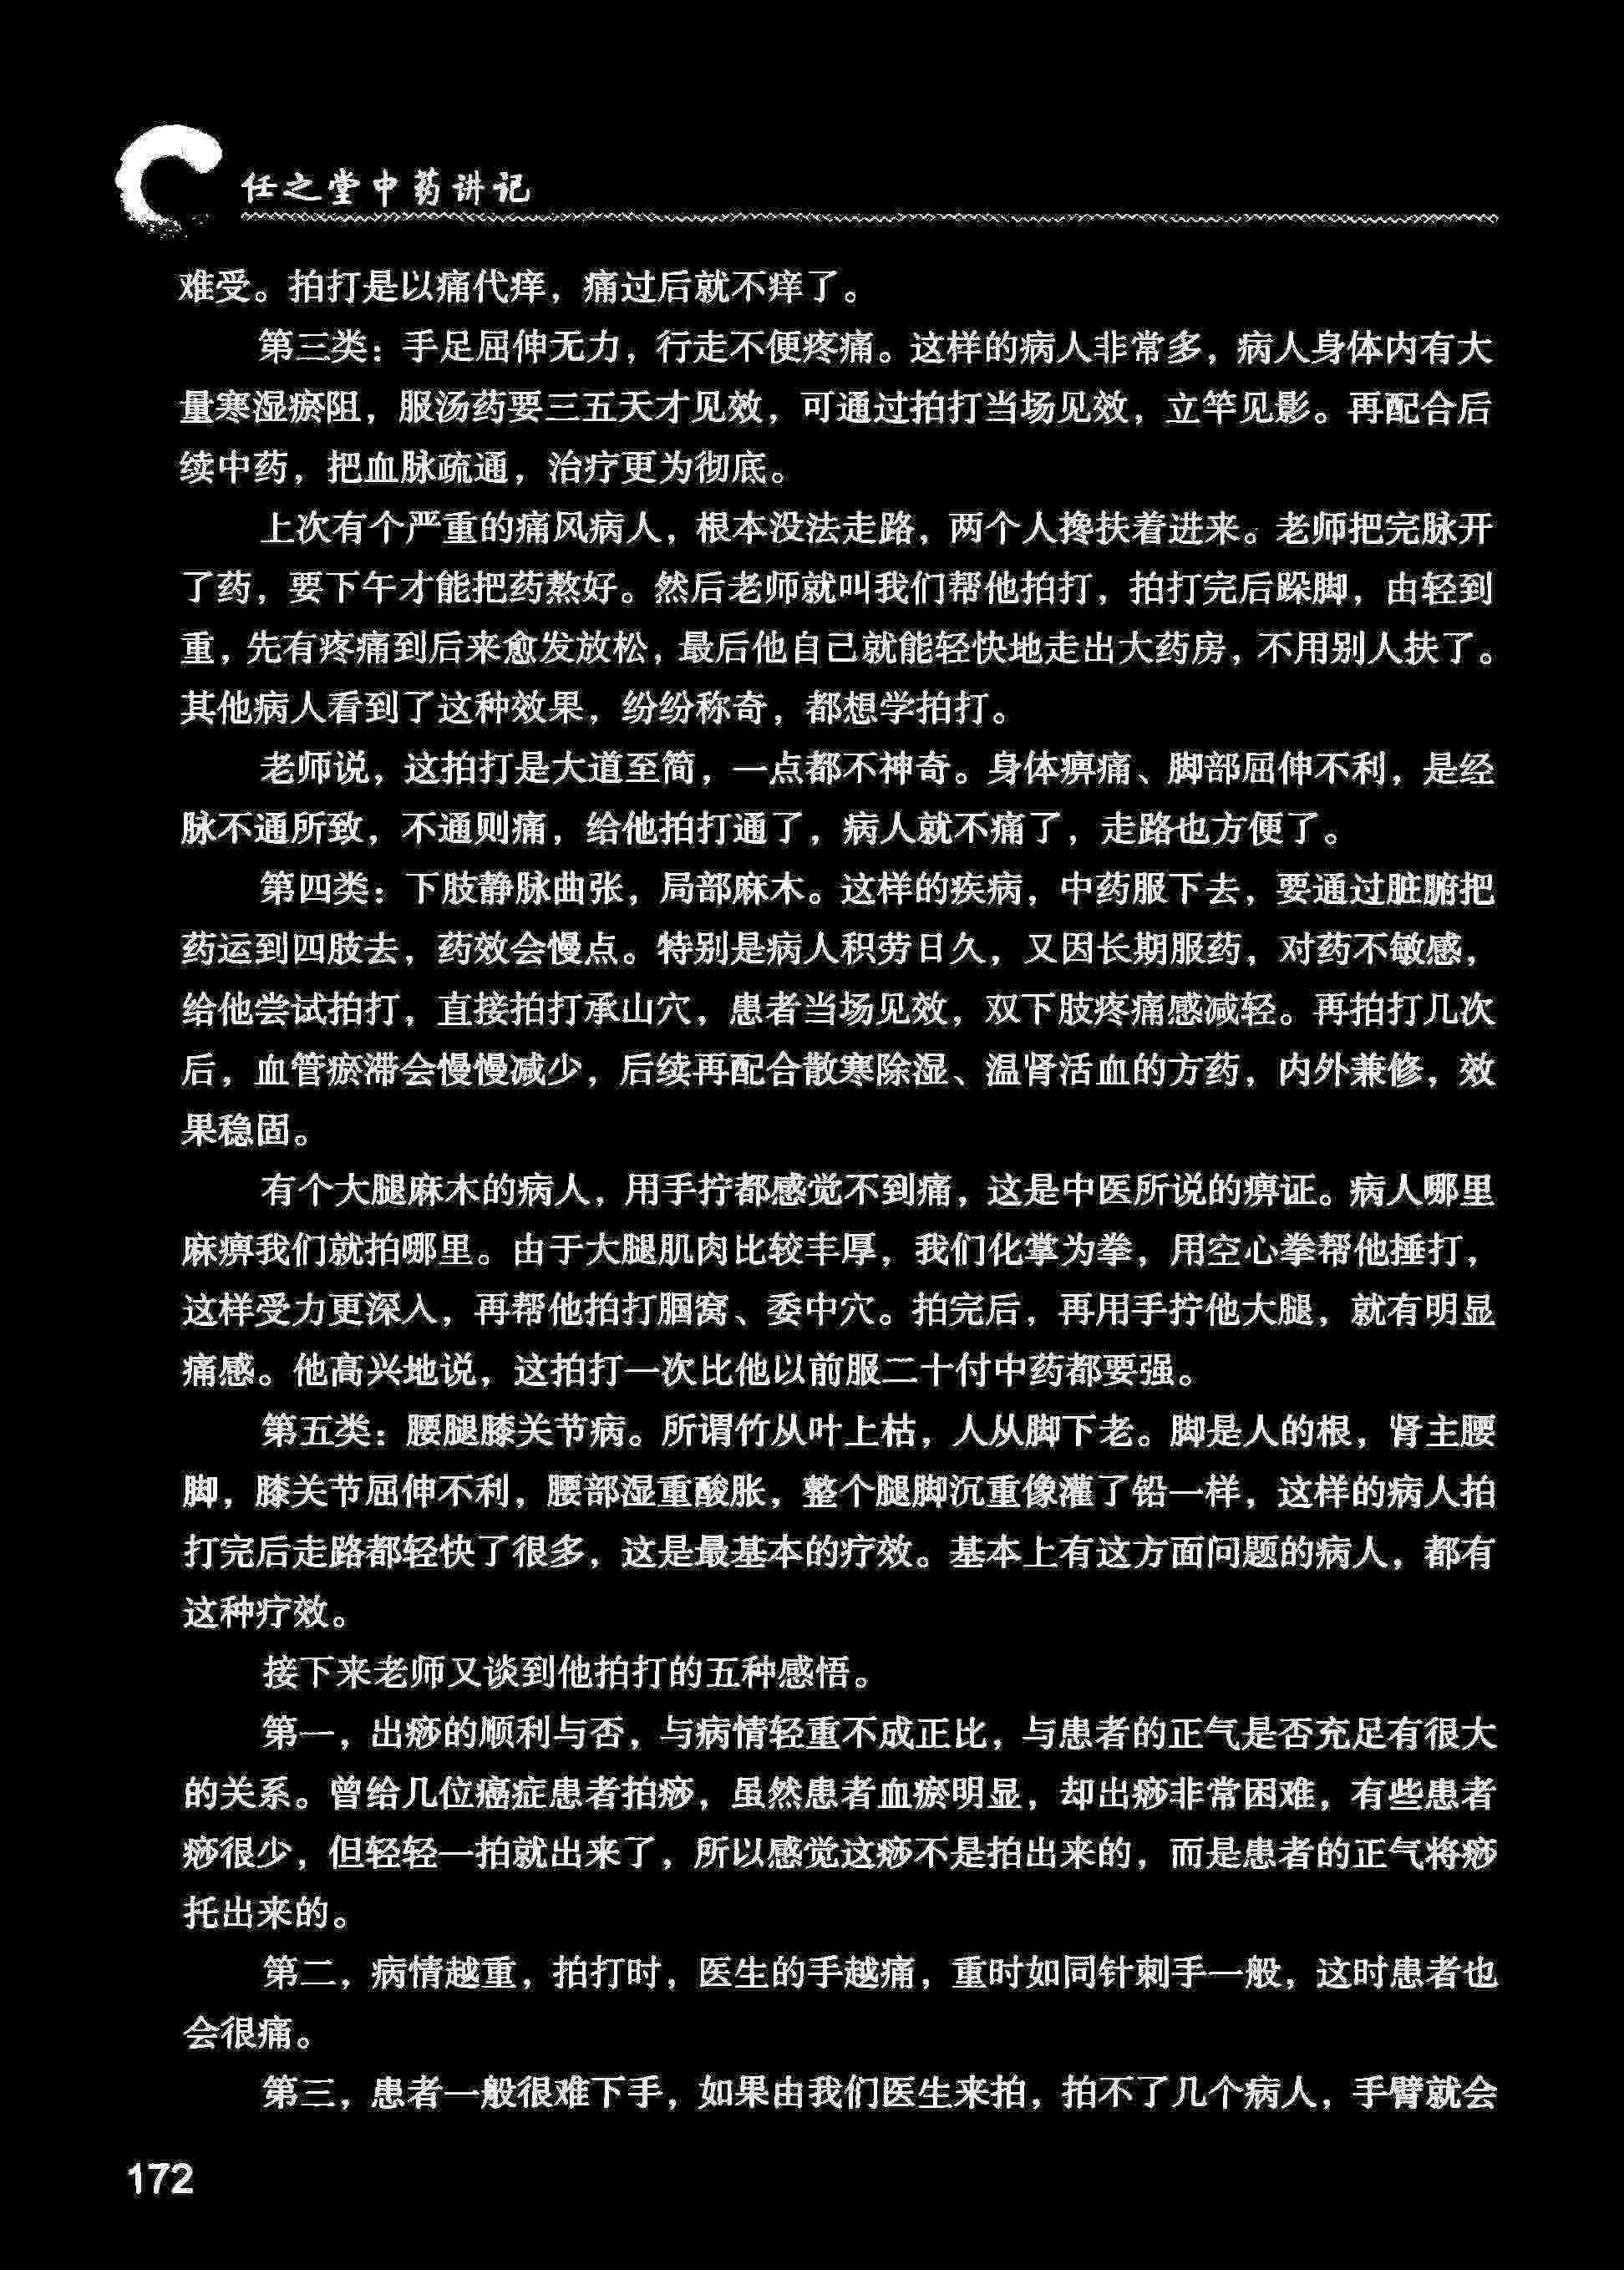 任之堂中药讲记
难受。拍打是以痛代痒，痛过后就不痒了。
第三类：手足屈伸无力，行走不便疼痛。这样的病人非常多，病人身体内有大
量寒湿瘀阻，服汤药要三五天才见效，可通过拍打当场见效，立竿见影。再配合后
续中药，把血脉疏通，治疗更为彻底。
上次有个严重的痛风病人，根本没法走路，两个人搀扶着进来。老师把完脉开
了药，要下午才能把药熬好。然后老师就叫我们帮他拍打，拍打完后跺脚，由轻到
重，先有疼痛到后来愈发放松，最后他自己就能轻快地走出大药房，不用别人扶了。
其他病人看到了这种效果，纷纷称奇，都想学拍打。
老师说，这拍打是大道至简，一点都不神奇。身体痹痛、脚部屈伸不利，是经
脉不通所致，不通则痛，给他拍打通了，病人就不痛了，走路也方便了。
第四类：下肢静脉曲张，局部麻木。这样的疾病，中药服下去，要通过脏腑把
药运到四肢去，药效会慢点。特别是病人积劳日久，又因长期服药，对药不敏感，
给他尝试拍打，直接拍打承山穴，患者当场见效，双下肢疼痛感减轻。再拍打几次
后，血管瘀滞会慢慢减少，后续再配合散寒除湿、温肾活血的方药，内外兼修，效
果稳固。
有个大腿麻木的病人，用手拧都感觉不到痛，这是中医所说的痹证。病人哪里
麻痹我们就拍哪里。由于大腿肌肉比较丰厚，我们化掌为拳，用空心拳帮他捶打，
这样受力更深入，再帮他拍打腘窝、委中穴。拍完后，再用手拧他大腿，就有明显
痛感。他高兴地说，这拍打一次比他以前服二十付中药都要强。
第五类：腰腿膝关节病。所谓竹从叶上枯，人从脚下老。脚是人的根，肾主腰
脚，膝关节屈伸不利，腰部湿重酸胀，整个腿脚沉重像灌了铅一样，这样的病人拍
打完后走路都轻快了很多，这是最基本的疗效。基本上有这方面问题的病人，都有
这种疗效。
接下来老师又谈到他拍打的五种感悟。
第一，出痧的顺利与否，与病情轻重不成正比，与患者的正气是否充足有很大
的关系。曾给几位癌症患者拍痧，虽然患者血瘀明显，却出痧非常困难，有些患者
痧很少，但轻轻一拍就出来了，所以感觉这痧不是拍出来的，而是患者的正气将痧
托出来的。
第二，病情越重，拍打时，医生的手越痛，重时如同针刺手一般，这时患者也
会很痛。
第三，患者一般很难下手，如果由我们医生来拍，拍不了几个病人，手臂就会
172